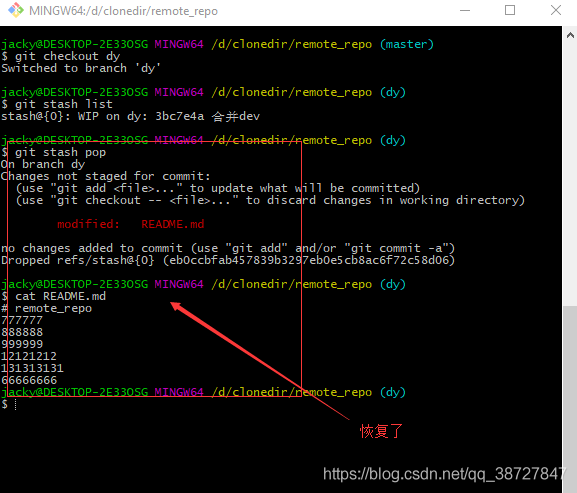 MINGW64:/d/clonedir/remote_repo
jacky@DESKTOP-2E33OSG MINGW64 /d/clonedir/remote_repo (master)
$ git checkout dy
Switched to branch 'dy'
jacky@DESKTOP-2E33OSG MINGW64 /d/clonedir/remote_repo (dy)
$ git stash list
stash@{0}: WIP on dy: 3bc7e4a 合并dev
jacky@DESKTOP-2E33OSG MINGW64 /d/clonedir/remote_repo (dy)
$ git stash pop
On branch dy
Changes not staged for commit:
(use "git add <file>..." to update what will be committed)
(use "git checkout -- <file>..." to discard changes in working directory)
modified: README.md
no changes added to commit (use "git add" and/or "git commit -a")
Dropped refs/stash@{0} (eb0ccbfab457839b3297eb0e5cb8ac6f72c58d06)
jacky@DESKTOP-2E33OSG MINGW64 /d/clonedir/remote_repo (dy)
$ cat README.md
# remote_repo
777777
888888
999999
12121212
131313131
66666666
jacky@DESKTOP-2E33OSG MINGW64 /d/clonedir/remote_repo (dy)
$
恢复了
https://blog.csdn.net/qq_38727847